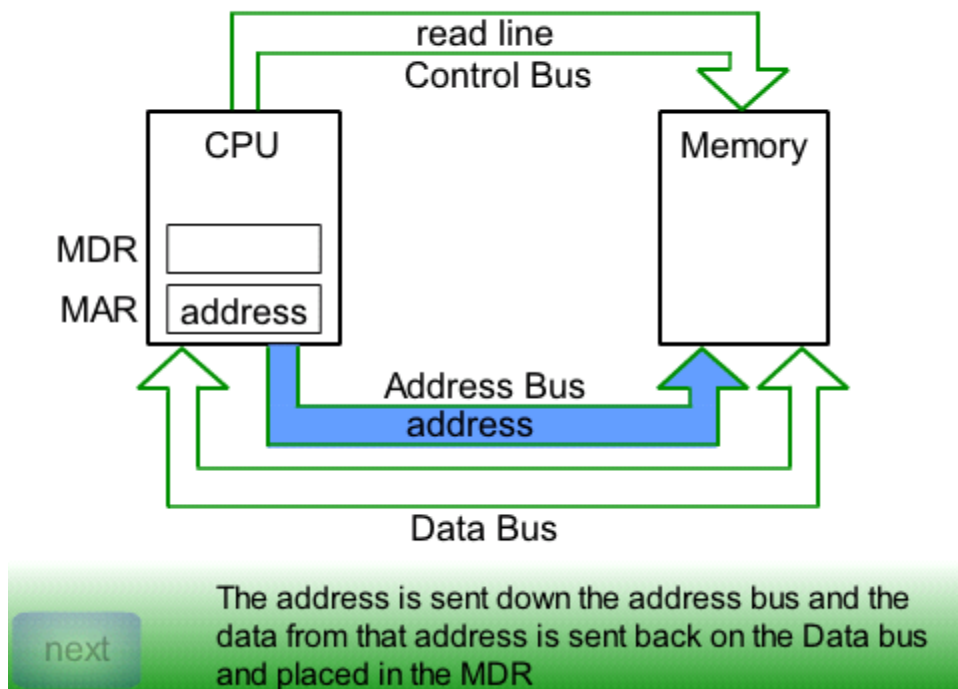 read line
Control Bus
CPU
Memory
MDR
MAR
address
Address Bus
address
Data Bus
The address is sent down the address bus and the
data from that address is sent back on the Data bus
and placed in the MDR
next